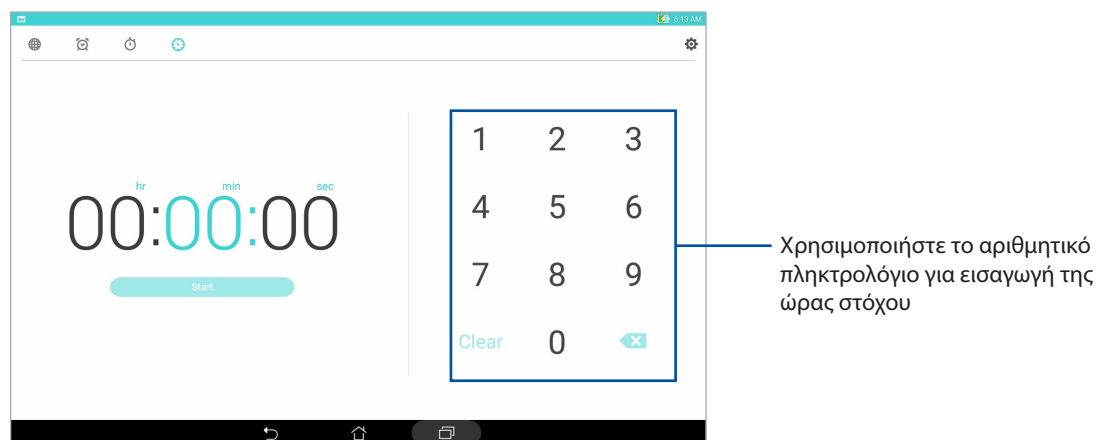 6:13 AM
hr min sec
00:00:00
Start
1 2 3
4 5 6
7 8 9
Clear 0
Χρησιμοποιήστε το αριθμητικό
πληκτρολόγιο για εισαγωγή της
ώρας στόχου